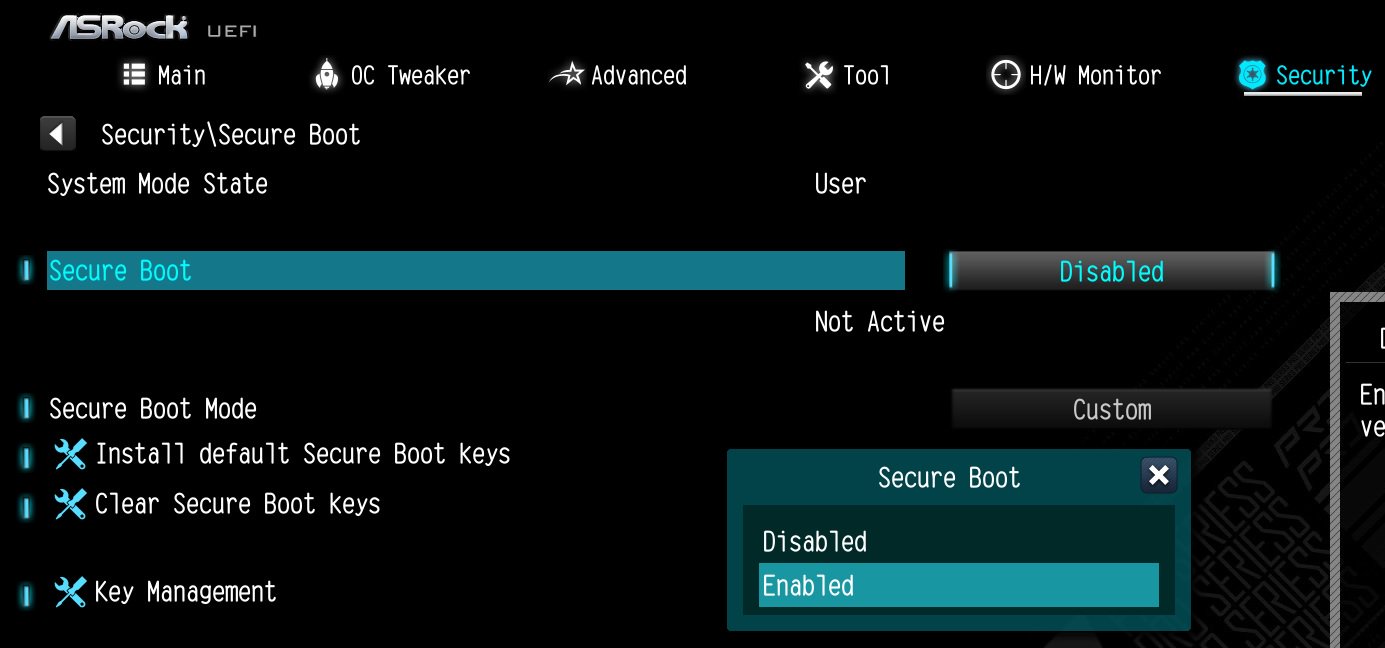 ASRock UEFI
Main OC Tweaker Advanced Tool H/W Monitor Security
Security\Secure Boot
System Mode State User
Secure Boot Disabled
Not Active
Secure Boot Mode Custom
Install default Secure Boot keys
Clear Secure Boot keys
Key Management
Secure Boot
Disabled
Enabled
En
ve